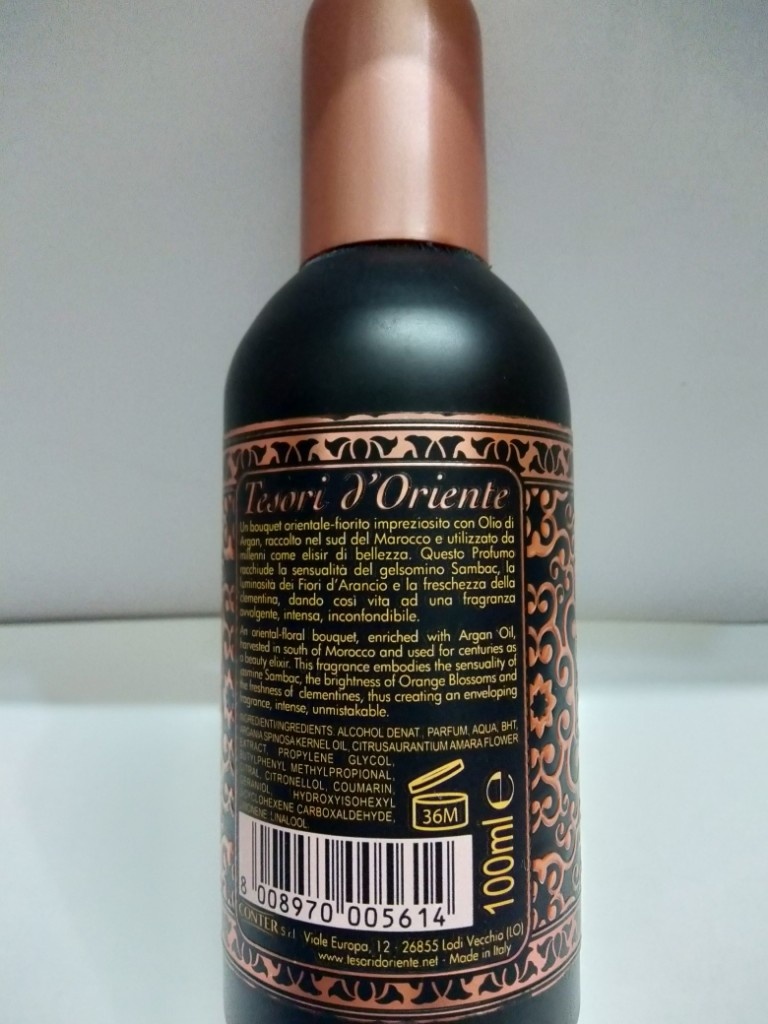 Tesori d'Oriente
Un bouquet orientale-fiorito impreziosito con Olio di
Argan, raccolto nel sud del Marocco e utilizzato da
millenni come elisir di bellezza. Questo Profumo
racchiude la sensualità del gelsomino Sambac, la
luminosità dei Fiori d'Arancio e la freschezza della
clementina, dando così vita ad una fragranza
avvolgente, intensa, inconfondibile.
An oriental-floral bouquet, enriched with Argan Oil,
harvested in south of Morocco and used for centuries as
a beauty elixir. This fragrance embodies the sensuality of
Jasmine Sambac, the brightness of Orange Blossoms and
the freshness of clementines, thus creating an enveloping
fragrance, intense, unmistakable.
INGREDIENTI/INGREDIENTS: ALCOHOL DENAT., PARFUM, AQUA, BHT,
ARGANIA SPINOSA KERNEL OIL, CITRUS AURANTIUM AMARA FLOWER
EXTRACT, PROPYLENE GLYCOL,
BUTYLPHENYL METHYLPROPIONAL,
CITRAL, CITRONELLOL, COUMARIN,
GERANIOL, HYDROXYISOHEXYL
CYCLOHEXENE CARBOXALDEHYDE,
LIMONENE, LINALOOL.
36M
100ml e
8 008970 005614
CONTER s.r.l. Viale Europa, 12 - 26855 Lodi Vecchio (LO)
www.tesoridoriente.net - Made in Italy